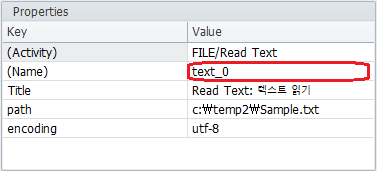 Properties
Key Value
(Activity) FILE/Read Text
(Name) text_0
Title Read Text: 텍스트 읽기
path c:₩temp2₩Sample.txt
encoding utf-8